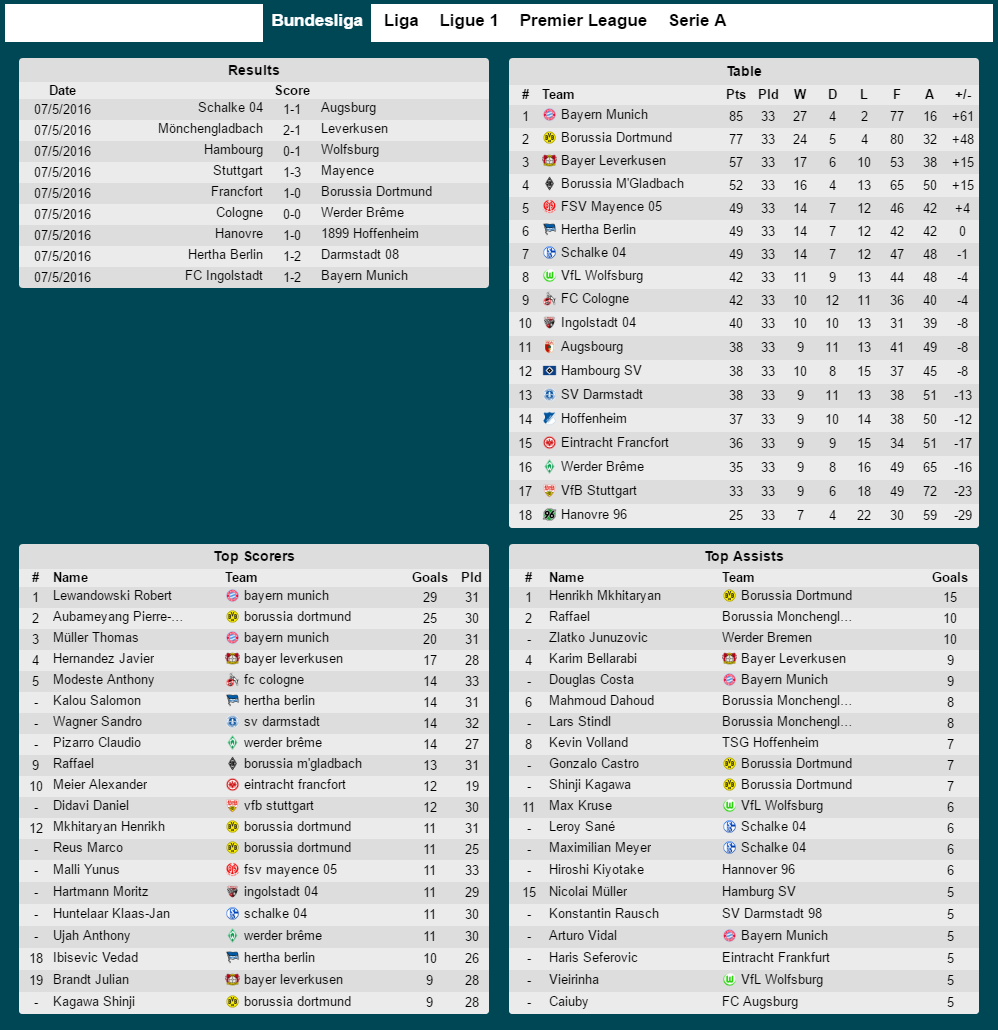 Bundesliga Liga Ligue 1 Premier League Serie A
Results
Date Score
07/5/2016 Schalke 04 1-1 Augsburg
07/5/2016 Mönchengladbach 2-1 Leverkusen
07/5/2016 Hambourg 0-1 Wolfsburg
07/5/2016 Stuttgart 1-3 Mayence
07/5/2016 Francfort 1-0 Borussia Dortmund
07/5/2016 Cologne 0-0 Werder Brême
07/5/2016 Hanovre 1-0 1899 Hoffenheim
07/5/2016 Hertha Berlin 1-2 Darmstadt 08
07/5/2016 FC Ingolstadt 1-2 Bayern Munich
Table
# Team Pts Pld W D L F A +/-
1 Bayern Munich 85 33 27 4 2 77 16 +61
2 Borussia Dortmund 77 33 24 5 4 80 32 +48
3 Bayer Leverkusen 57 33 17 6 10 53 38 +15
4 Borussia M'Gladbach 52 33 16 4 13 65 50 +15
5 FSV Mayence 05 49 33 14 7 12 46 42 +4
6 Hertha Berlin 49 33 14 7 12 42 42 0
7 Schalke 04 49 33 14 7 12 47 48 -1
8 VfL Wolfsburg 42 33 11 9 13 44 48 -4
9 FC Cologne 42 33 10 12 11 36 40 -4
10 Ingolstadt 04 40 33 10 10 13 31 39 -8
11 Augsbourg 38 33 9 11 13 41 49 -8
12 Hambourg SV 38 33 10 8 15 37 45 -8
13 SV Darmstadt 38 33 9 11 13 38 51 -13
14 Hoffenheim 37 33 9 10 14 38 50 -12
15 Eintracht Francfort 36 33 9 9 15 34 51 -17
16 Werder Brême 35 33 9 8 16 49 65 -16
17 VfB Stuttgart 33 33 9 6 18 49 72 -23
18 Hanovre 96 25 33 7 4 22 30 59 -29
Top Scorers
# Name Team Goals Pld
1 Lewandowski Robert bayern munich 29 31
2 Aubameyang Pierre-... borussia dortmund 25 30
3 Müller Thomas bayern munich 20 31
4 Hernandez Javier bayer leverkusen 17 28
5 Modeste Anthony fc cologne 14 33
- Kalou Salomon hertha berlin 14 31
- Wagner Sandro sv darmstadt 14 32
- Pizarro Claudio werder brême 14 27
9 Raffael borussia m'gladbach 13 31
10 Meier Alexander eintracht francfort 12 19
- Didavi Daniel vfb stuttgart 12 30
12 Mkhitaryan Henrikh borussia dortmund 11 31
- Reus Marco borussia dortmund 11 25
- Malli Yunus fsv mayence 05 11 33
- Hartmann Moritz ingolstadt 04 11 29
- Huntelaar Klaas-Jan schalke 04 11 30
- Ujah Anthony werder brême 11 30
18 Ibisevic Vedad hertha berlin 10 26
19 Brandt Julian bayer leverkusen 9 28
- Kagawa Shinji borussia dortmund 9 28
Top Assists
# Name Team Goals
1 Henrikh Mkhitaryan Borussia Dortmund 15
2 Raffael Borussia Monchengl... 10
- Zlatko Junuzovic Werder Bremen 10
4 Karim Bellarabi Bayer Leverkusen 9
- Douglas Costa Bayern Munich 9
6 Mahmoud Dahoud Borussia Monchengl... 8
- Lars Stindl Borussia Monchengl... 8
8 Kevin Volland TSG Hoffenheim 7
- Gonzalo Castro Borussia Dortmund 7
- Shinji Kagawa Borussia Dortmund 7
11 Max Kruse VfL Wolfsburg 6
- Leroy Sané Schalke 04 6
- Maximilian Meyer Schalke 04 6
- Hiroshi Kiyotake Hannover 96 6
15 Nicolai Müller Hamburg SV 5
- Konstantin Rausch SV Darmstadt 98 5
- Arturo Vidal Bayern Munich 5
- Haris Seferovic Eintracht Frankfurt 5
- Vieirinha VfL Wolfsburg 5
- Caiuby FC Augsburg 5